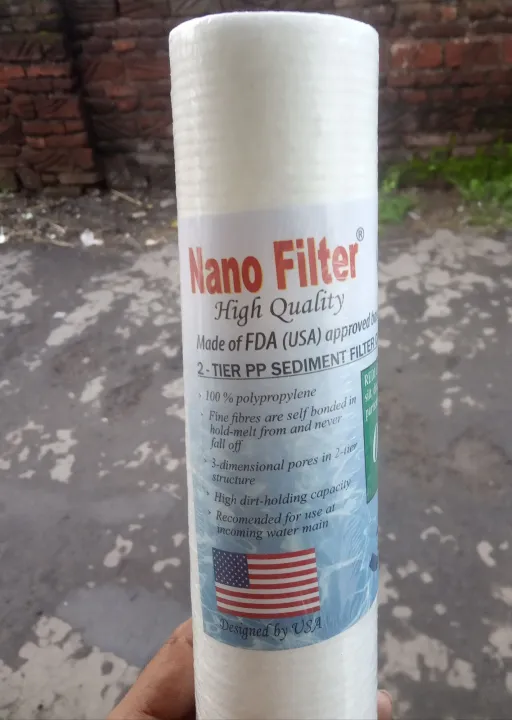 Nano Filter®
High Quality
Made of FDA (USA) approved
2-TIER PP SEDIMENT FILTER
100 % polypropylene
Fine fibres are self bonded in
hold-melt from and never
fall off
3-dimensional pores in 2-tier
structure
High dirt-holding capacity
Recomended for use at
incoming water main
Designed by USA